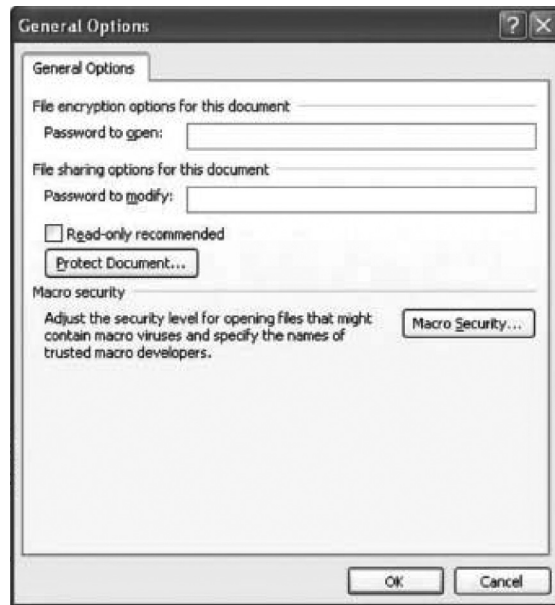 General Options
General Options
File encryption options for this document
Password to open:
File sharing options for this document
Password to modify:
Read-only recommended
Protect Document...
Macro security
Adjust the security level for opening files that might
contain macro viruses and specify the names of
trusted macro developers.
Macro Security...
OK
Cancel